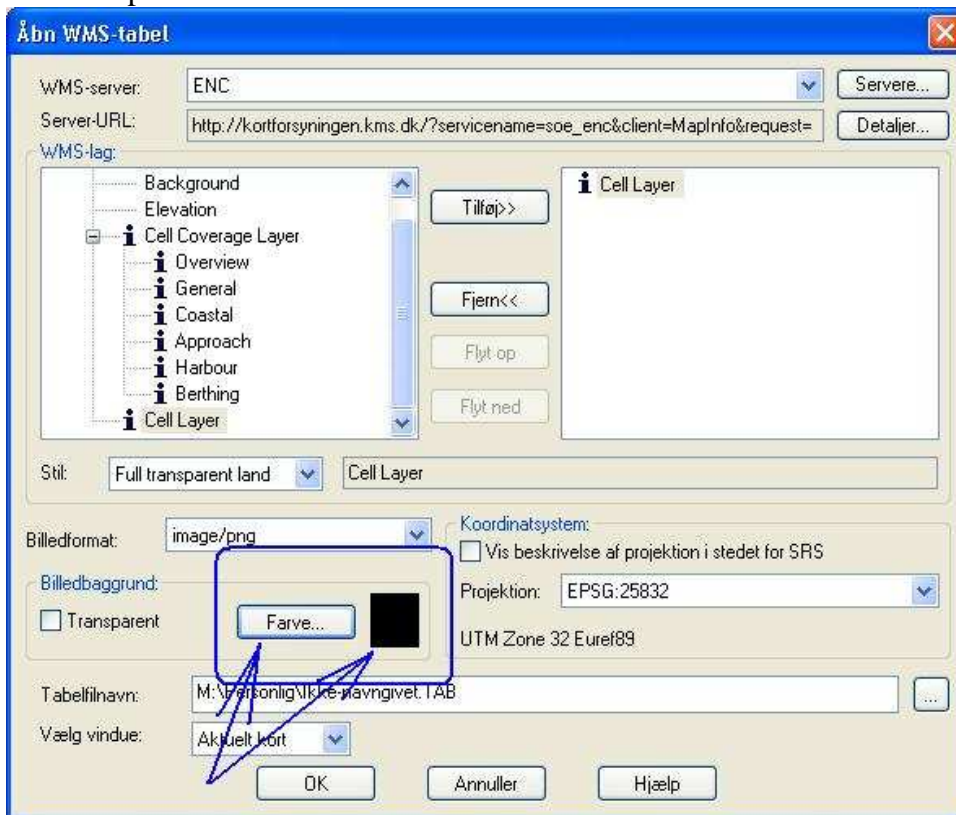 Åbn WMS-tabel
WMS-server: ENC Servere...
Server-URL: http://kortforsyningen.kms.dk/?servicename=soe_enc&client=MapInfo&request= Detaljer...
WMS-lag:
Background
Elevation
Cell Coverage Layer
Overview
General
Coastal
Approach
Harbour
Berthing
Cell Layer
Tilføj>>
Fjern<<
Flyt op
Flyt ned
Cell Layer
Stil: Full transparent land Cell Layer
Billedformat: image/png
Billedbaggrund:
Transparent Farve...
Koordinatsystem:
Vis beskrivelse af projektion i stedet for SRS
Projektion: EPSG:25832
UTM Zone 32 Euref89
Tabelfilnavn: M:\Personlig\Ikke-navngivet.TAB ...
Vælg vindue: Aktuelt kort
OK Annuller Hjælp